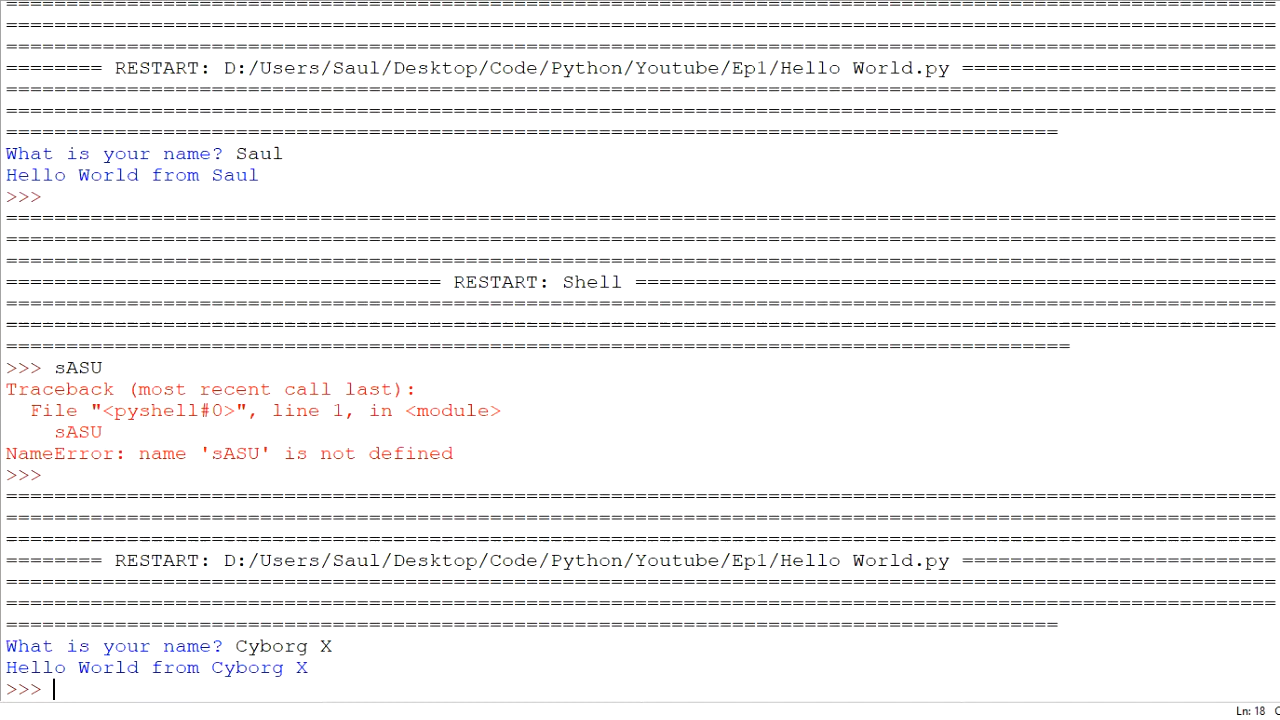 ===========================================================================================================
===========================================================================================================
===========================================================================================================
======== RESTART: D:/Users/Saul/Desktop/Code/Python/Youtube/Ep1/Hello World.py ==========================
===========================================================================================================
===========================================================================================================
=======================================================================================
What is your name? Saul
Hello World from Saul
>>>
===========================================================================================================
===========================================================================================================
===========================================================================================================
==================================== RESTART: Shell =====================================================
===========================================================================================================
===========================================================================================================
========================================================================================
>>> sASU
Traceback (most recent call last):
  File "<pyshell#0>", line 1, in <module>
    sASU
NameError: name 'sASU' is not defined
>>>
===========================================================================================================
===========================================================================================================
===========================================================================================================
======== RESTART: D:/Users/Saul/Desktop/Code/Python/Youtube/Ep1/Hello World.py ==========================
===========================================================================================================
===========================================================================================================
=======================================================================================
What is your name? Cyborg X
Hello World from Cyborg X
>>>
Ln: 18